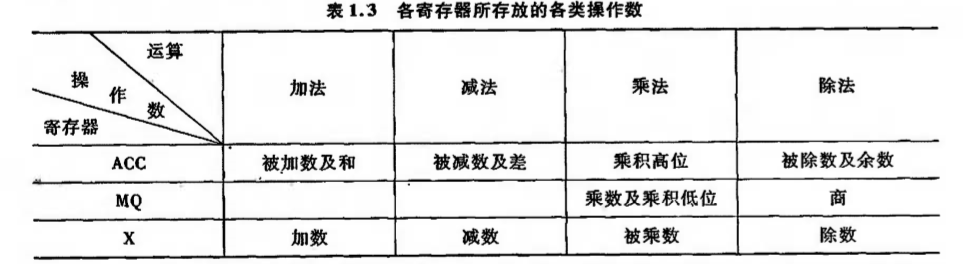 表 1.3 各寄存器所存放的各类操作数
运算
操作数
寄存器
加法 减法 乘法 除法
ACC 被加数及和 被减数及差 乘积高位 被除数及余数
MQ 乘数及乘积低位 商
X 加数 减数 被乘数 除数